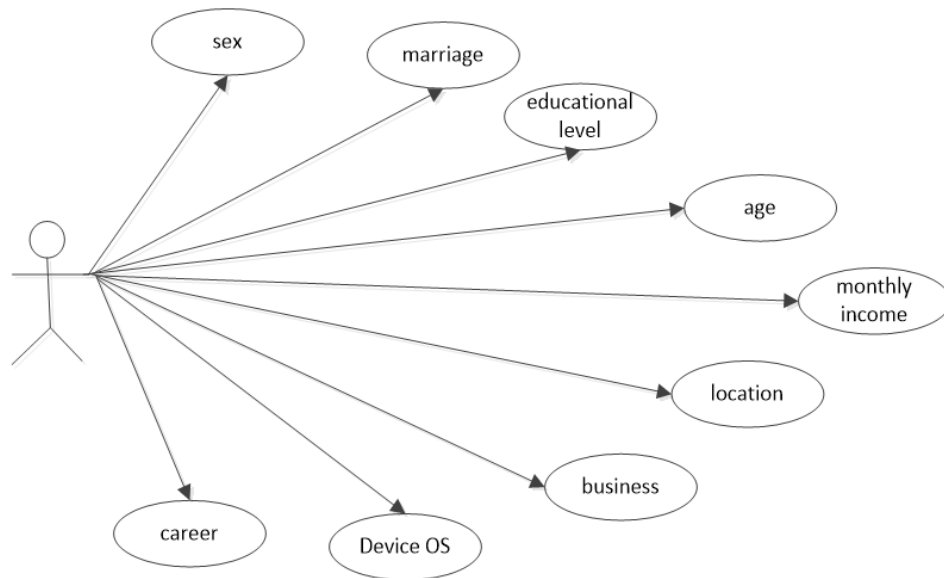 sex
marriage
educational
level
age
monthly
income
location
business
Device OS
career